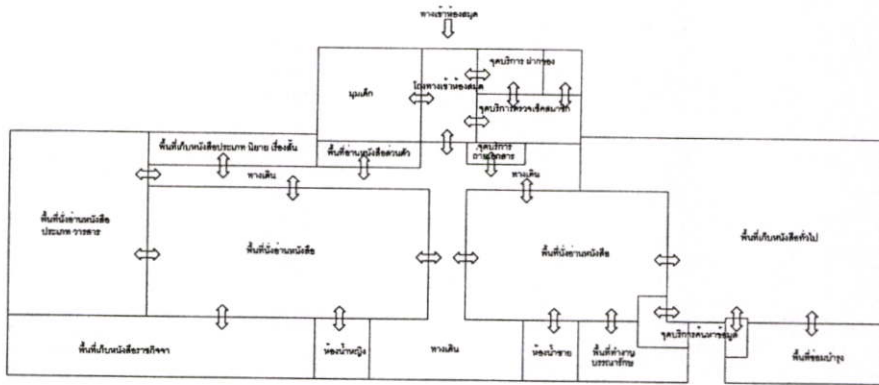 ทางเข้าห้องสมุด
จุดบริการ ฝากของ
มุมเด็ก
โถงทางเข้าห้องสมุด
จุดบริการตรวจเช็คสมาชิก
พื้นที่เก็บหนังสือประเภท นิยาย เรื่องสั้น
พื้นที่อ่านหนังสือส่วนตัว
จุดบริการ
ถ่ายเอกสาร
ทางเดิน
ทางเดิน
พื้นที่นั่งอ่านหนังสือ
ประเภท วารสาร
พื้นที่นั่งอ่านหนังสือ
พื้นที่นั่งอ่านหนังสือ
พื้นที่เก็บหนังสือทั่วไป
จุดบริการค้นหาข้อมูล
พื้นที่เก็บหนังสือราชกิจจา
ห้องน้ำหญิง
ทางเดิน
ห้องน้ำชาย
พื้นที่ทำงาน
บรรณารักษ์
พื้นที่ซ่อมบำรุง